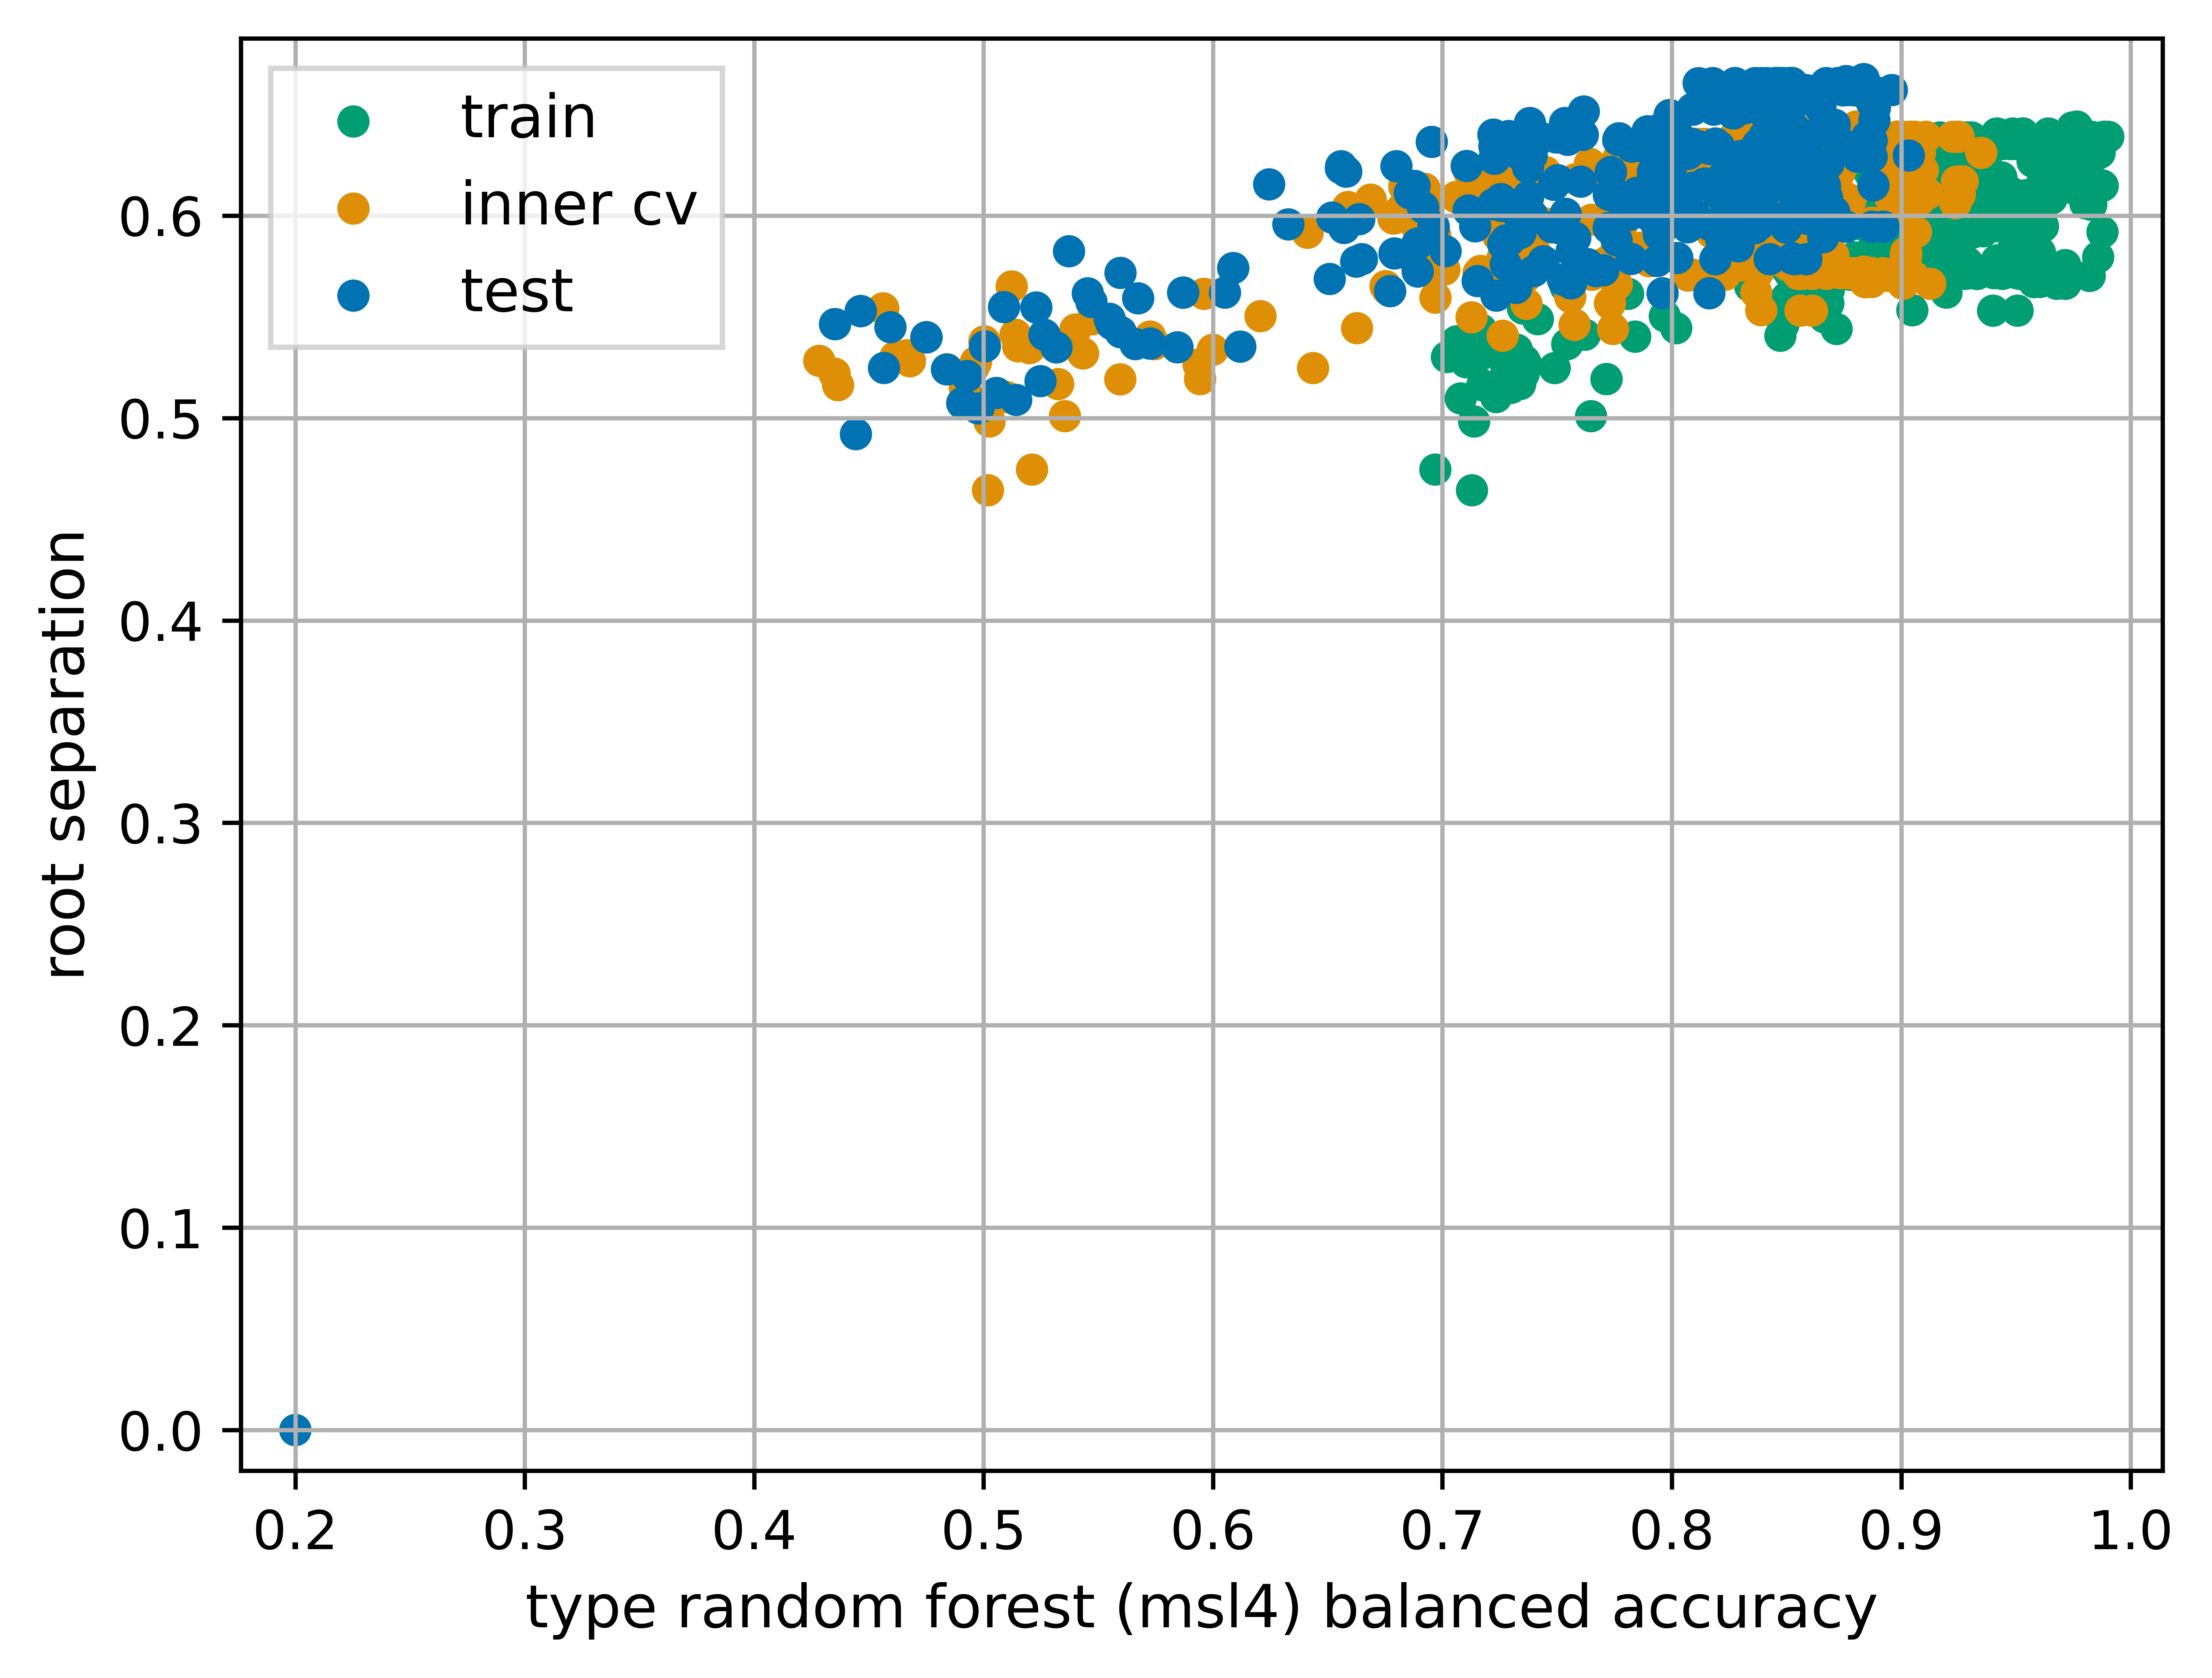 train
inner cv
test
0.6
0.5
0.4
0.3
0.2
0.1
0.0
root separation
0.2 0.3 0.4 0.5 0.6 0.7 0.8 0.9 1.0
type random forest (msl4) balanced accuracy